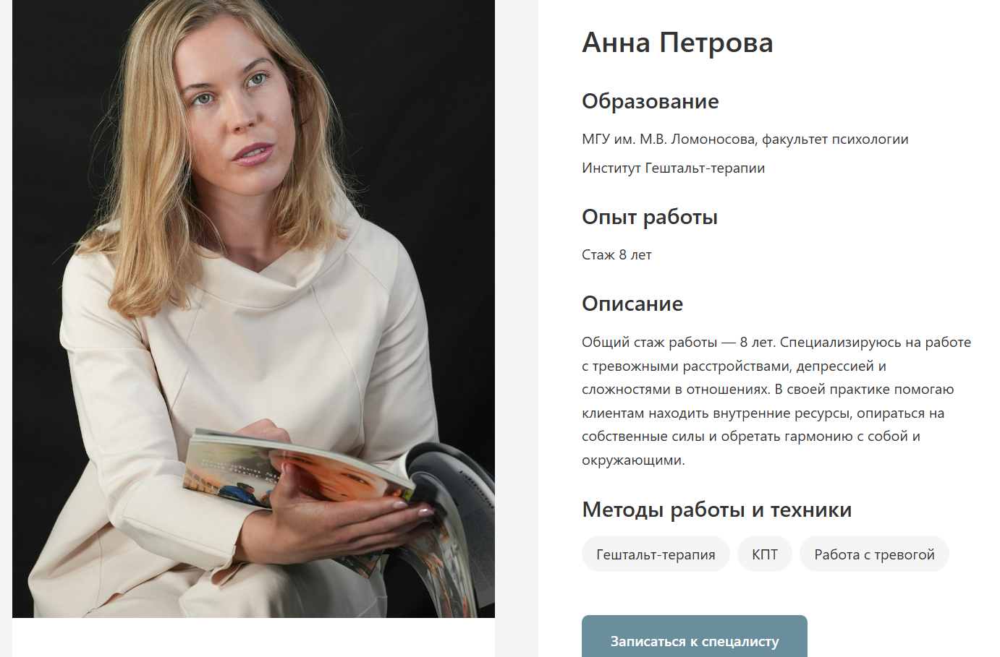 Анна Петрова
Образование
МГУ им. М.В. Ломоносова, факультет психологии
Институт Гештальт-терапии
Опыт работы
Стаж 8 лет
Описание
Общий стаж работы — 8 лет. Специализируюсь на работе
с тревожными расстройствами, депрессией и
сложностями в отношениях. В своей практике помогаю
клиентам находить внутренние ресурсы, опираться на
собственные силы и обретать гармонию с собой и
окружающими.
Методы работы и техники
Гештальт-терапия
КПТ
Работа с тревогой
Записаться к спецалисту